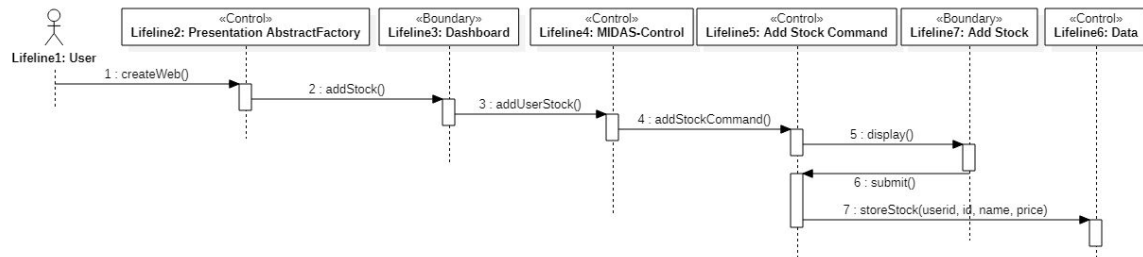 «Control»
Lifeline2: Presentation AbstractFactory
«Boundary»
Lifeline3: Dashboard
«Control»
Lifeline4: MIDAS-Control
«Control»
Lifeline5: Add Stock Command
«Boundary»
Lifeline7: Add Stock
«Control»
Lifeline6: Data
Lifeline1: User
1 : createWeb()
2 : addStock()
3 : addUserStock()
4 : addStockCommand()
5 : display()
6 : submit()
7 : storeStock(userid, id, name, price)